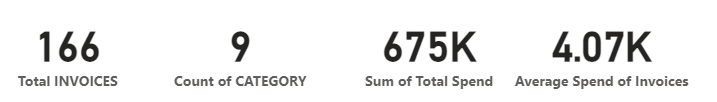 166 9 675K 4.07K
Total INVOICES Count of CATEGORY Sum of Total Spend Average Spend of Invoices